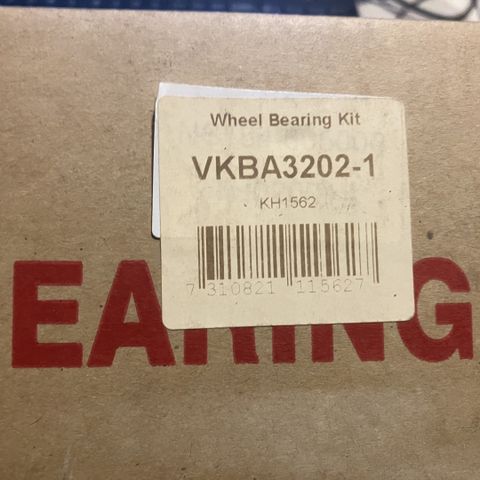 Wheel Bearing Kit
VKBA3202-1
KH1562
7 310821 115627
EARING